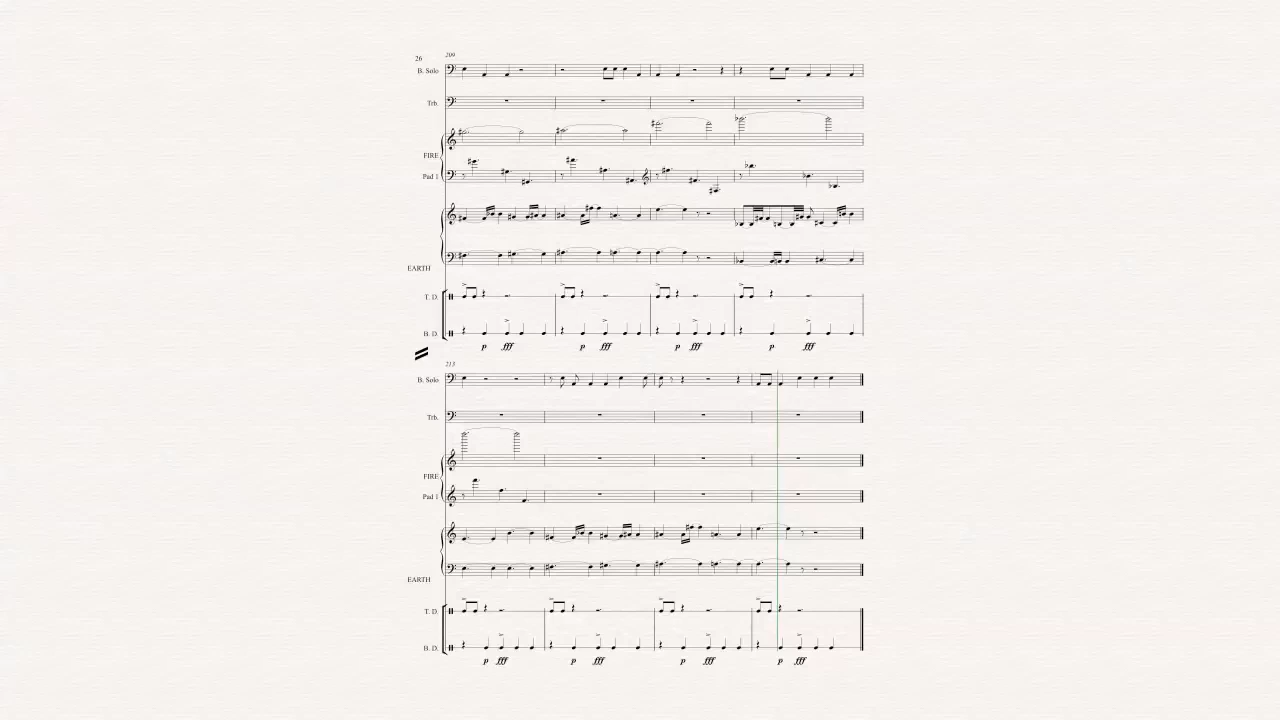 26
209
B. Solo
Trb.
FIRE
Pad 1
EARTH
T. D.
B. D.
p fff p fff p fff p fff
213
B. Solo
Trb.
FIRE
Pad 1
EARTH
T. D.
B. D.
p fff p fff p fff p fff